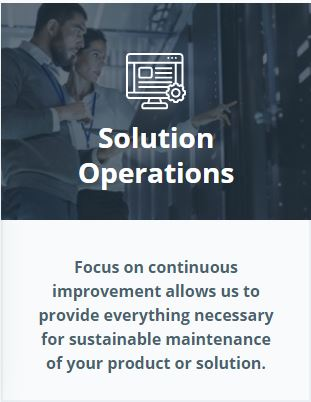 Solution
Operations
Focus on continuous
improvement allows us to
provide everything necessary
for sustainable maintenance
of your product or solution.